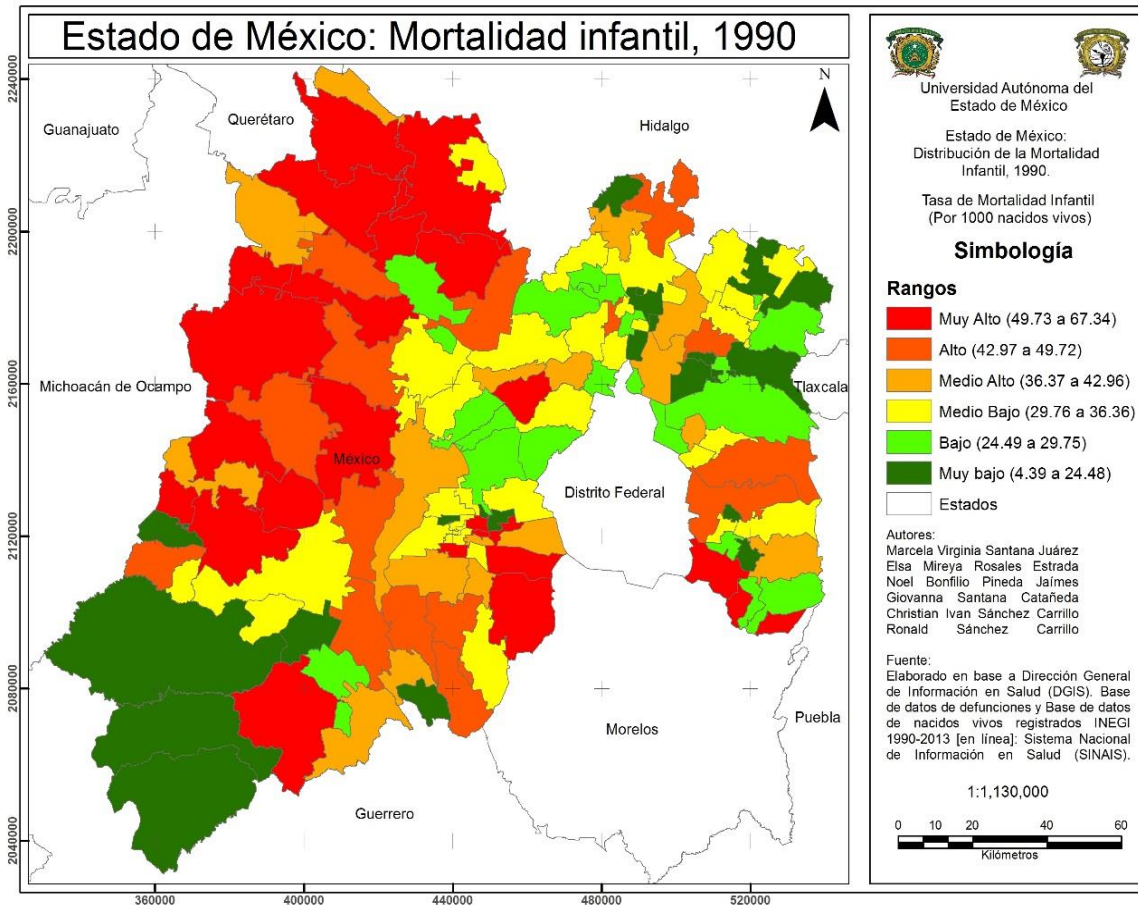 Estado de México: Mortalidad infantil, 1990
2240000
2200000
2160000
2120000
2080000
2040000
Guanajuato
Querétaro
Hidalgo
N
Michoacán de Ocampo
Tlaxcala
México
Distrito Federal
Morelos
Puebla
Guerrero
360000
400000
440000
480000
520000
Universidad Autónoma del
Estado de México
Estado de México:
Distribución de la Mortalidad
Infantil, 1990.
Tasa de Mortalidad Infantil
(Por 1000 nacidos vivos)
Simbología
Rangos
Muy Alto (49.73 a 67.34)
Alto (42.97 a 49.72)
Medio Alto (36.37 a 42.96)
Medio Bajo (29.76 a 36.36)
Bajo (24.49 a 29.75)
Muy bajo (4.39 a 24.48)
Estados
Autores:
Marcela Virginia Santana Juárez
Elsa Mireya Rosales Estrada
Noel Bonfilio Pineda Jaímes
Giovanna Santana Catañeda
Christian Ivan Sánchez Carrillo
Ronald Sánchez Carrillo
Fuente:
Elaborado en base a Dirección General
de Información en Salud (DGIS). Base
de datos de defunciones y Base de datos
de nacidos vivos registrados INEGI
1990-2013 [en línea]: Sistema Nacional
de Información en Salud (SINAIS).
1:1,130,000
0 10 20 40 60
Kilómetros